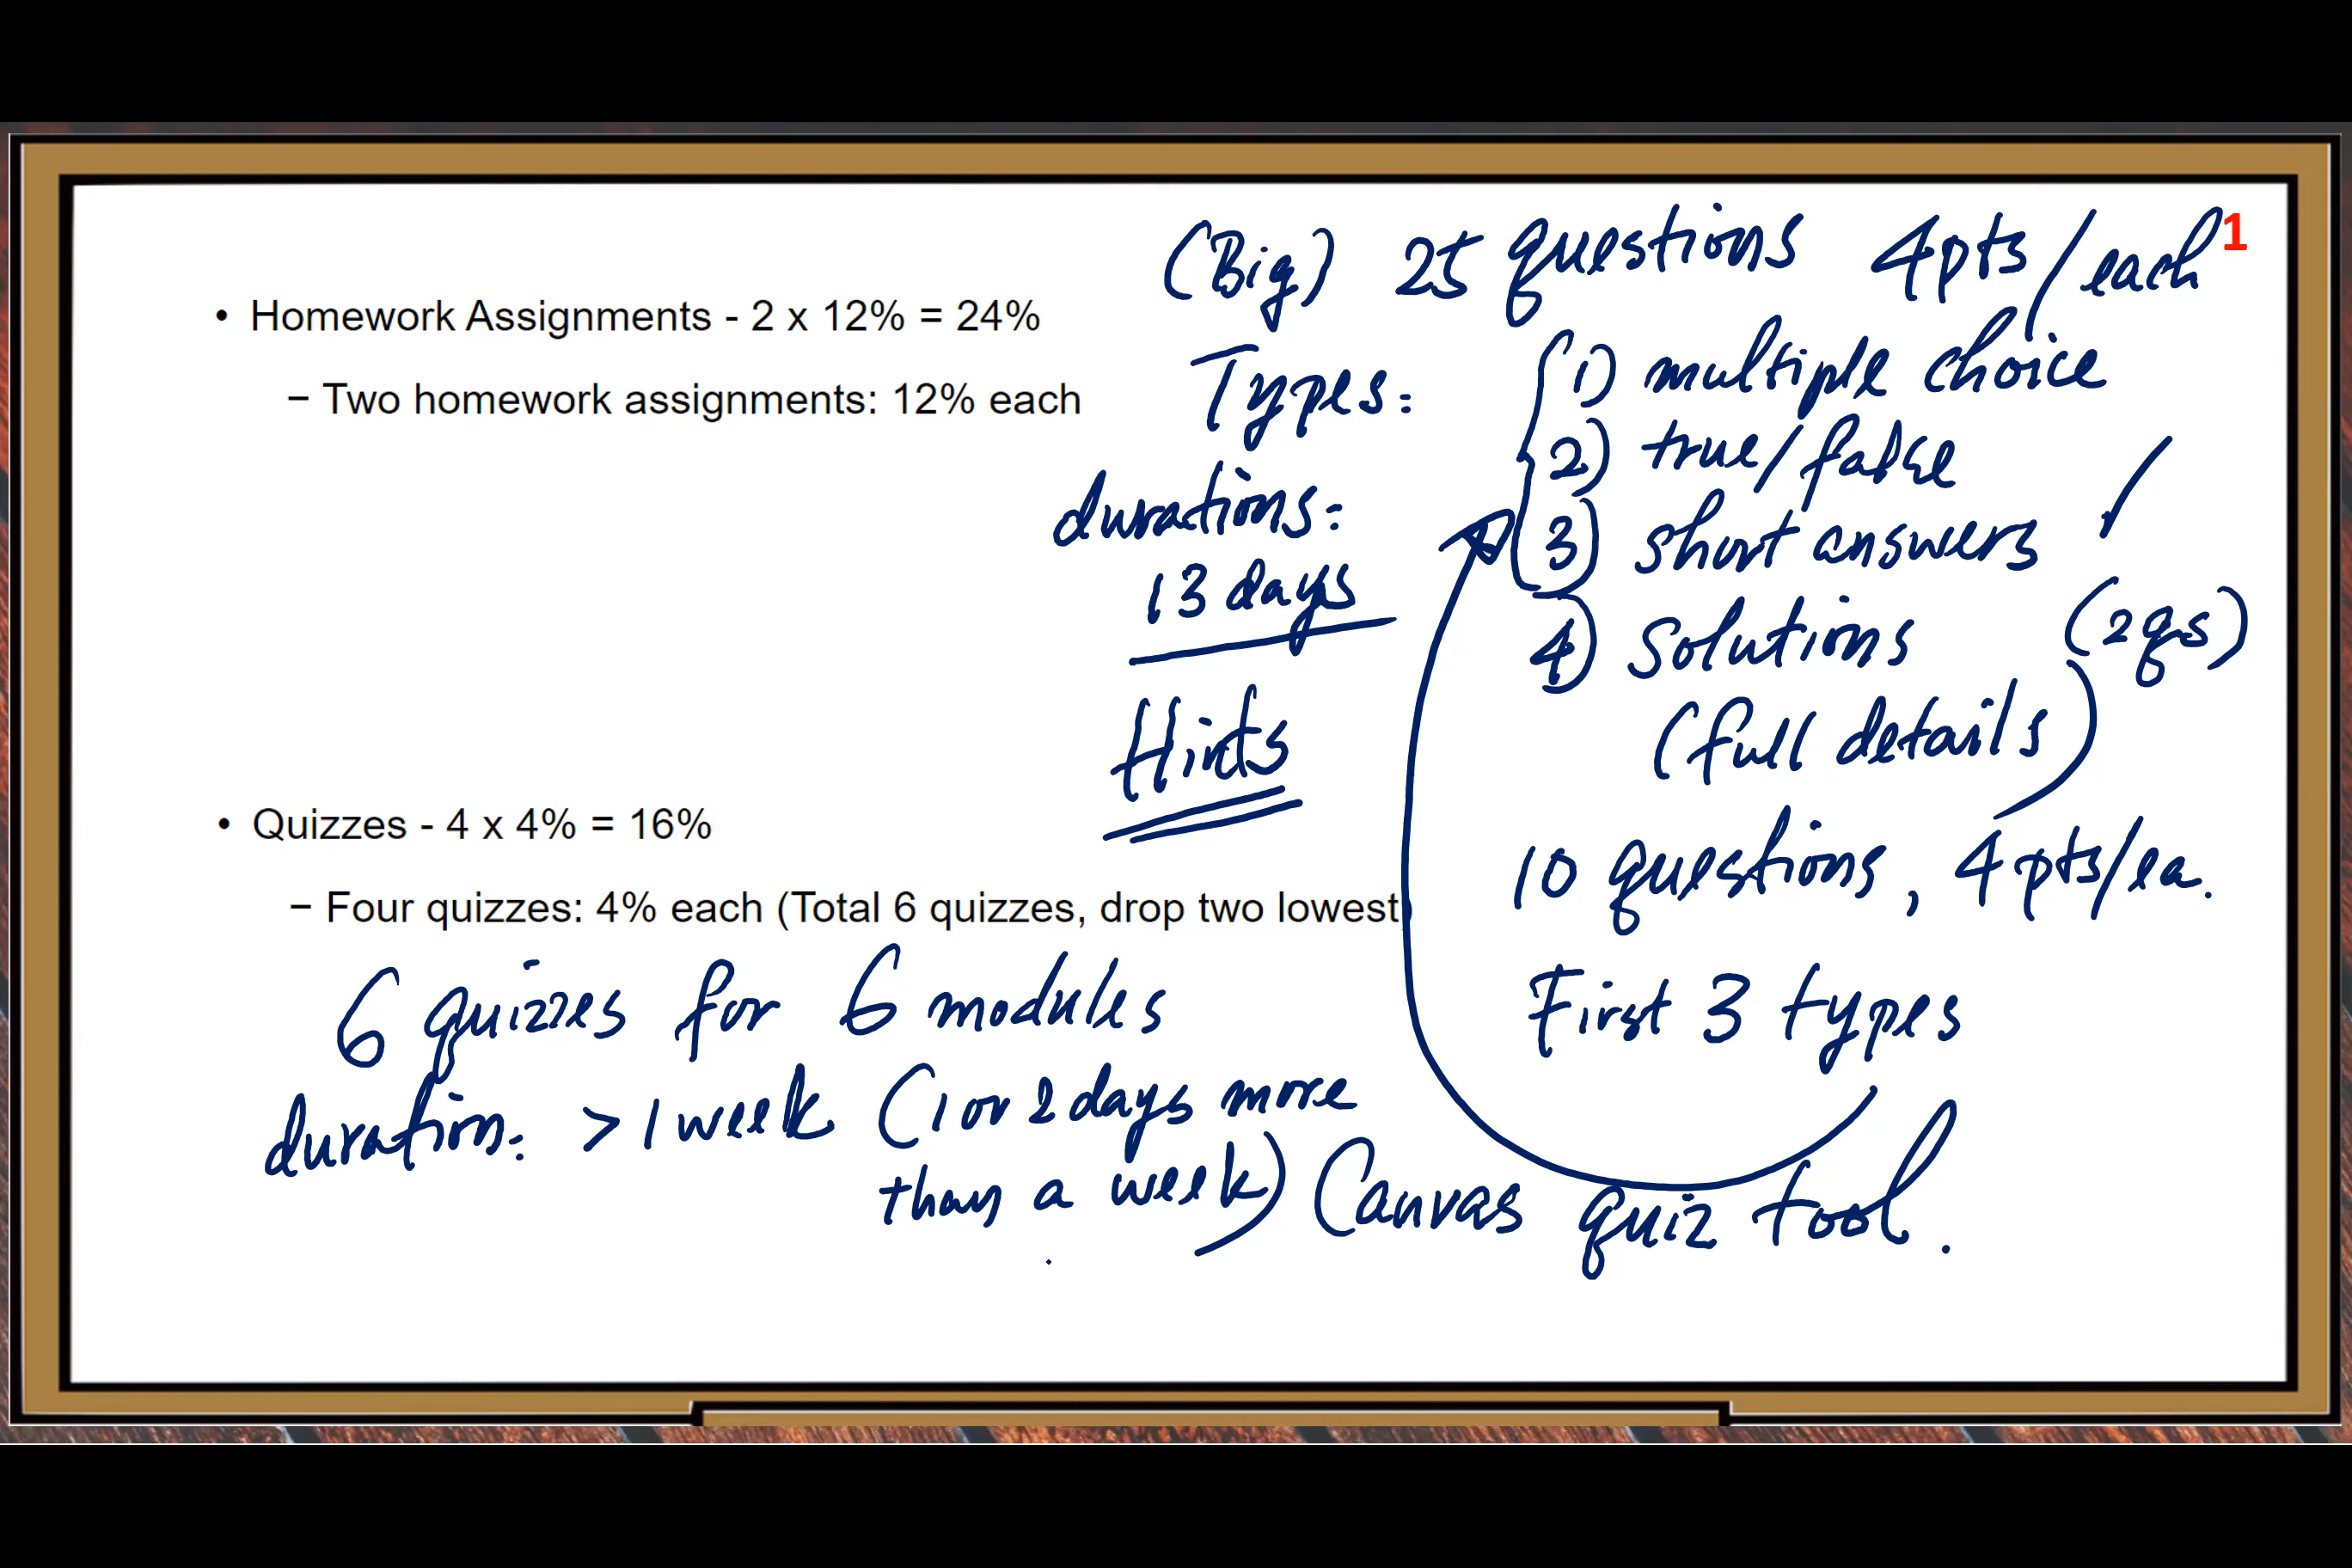 (Big) 25 questions 4pts/each 1
• Homework Assignments - 2 x 12% = 24%
− Two homework assignments: 12% each
Types: 1) multiple choice
2) true/false
durations: 3) short answers
13 days
4) Solutions (2qs)
(full details)
Hints
• Quizzes - 4 x 4% = 16%
10 questions, 4 pts/ea.
− Four quizzes: 4% each (Total 6 quizzes, drop two lowest)
6 quizzes for 6 modules
First 3 types
duration: > 1 week (1 or 2 days more
than a week) Canvas quiz tool.